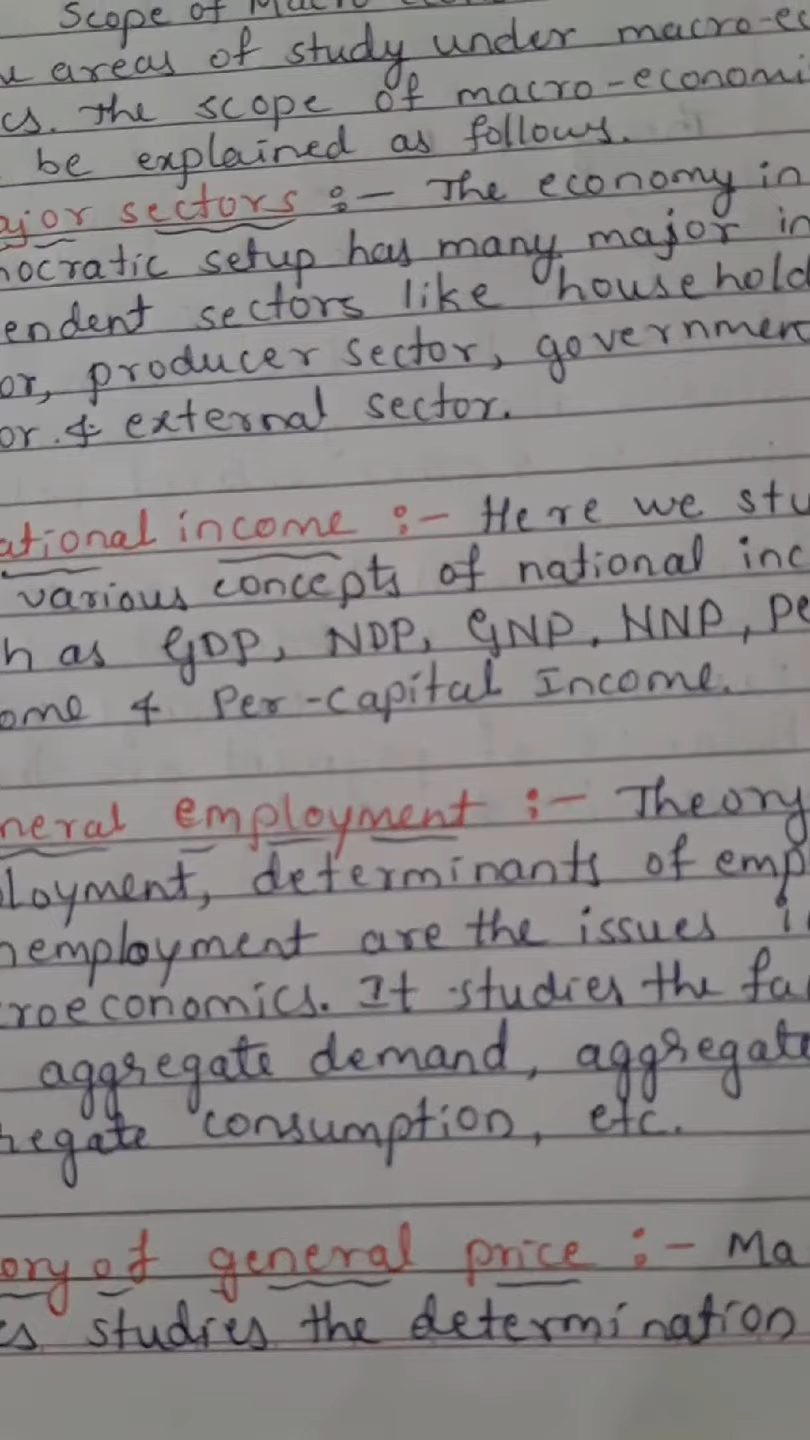 Scope of Mac
areas of study under macro-e
cs. The scope of macro-economi
be explained as follows.
ajor sectors :- The economy in
nocratic setup has many major in
endent sectors like household
or, producer sector, governmen
or & external sector.
ational income :- Here we stu
various concepts of national inc
h as GDP, NDP, GNP, NNP, Pe
ome & Per-capital Income.
neral employment :- Theory
loyment, determinants of emp
nemployment are the issues i
roeconomics. It studies the fa
aggregate demand, aggregate
regate consumption, etc.
ory of general price :- Ma
cs studies the determination